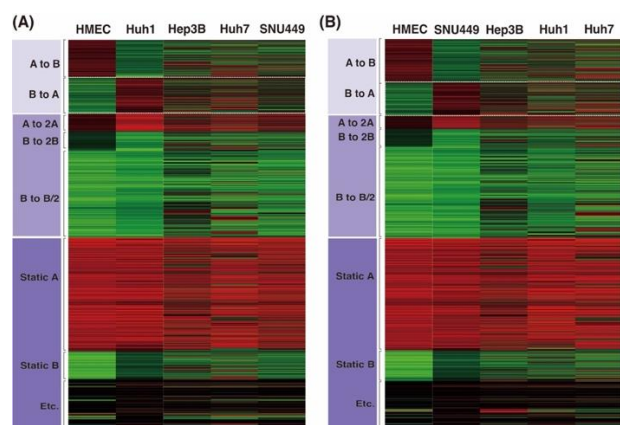 (A)
HMEC Huh1 Hep3B Huh7 SNU449
A to B
B to A
A to 2A
B to 2B
B to B/2
Static A
Static B
Etc.
(B)
HMEC SNU449 Hep3B Huh1 Huh7
A to B
B to A
A to 2A
B to 2B
B to B/2
Static A
Static B
Etc.